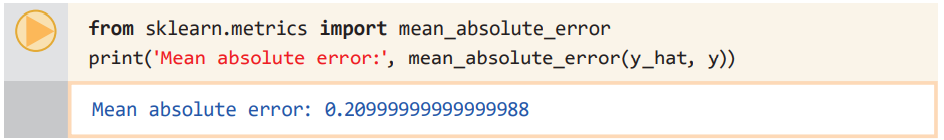 from sklearn.metrics import mean_absolute_error
print('Mean absolute error:', mean_absolute_error(y_hat, y))
Mean absolute error: 0.20999999999999988